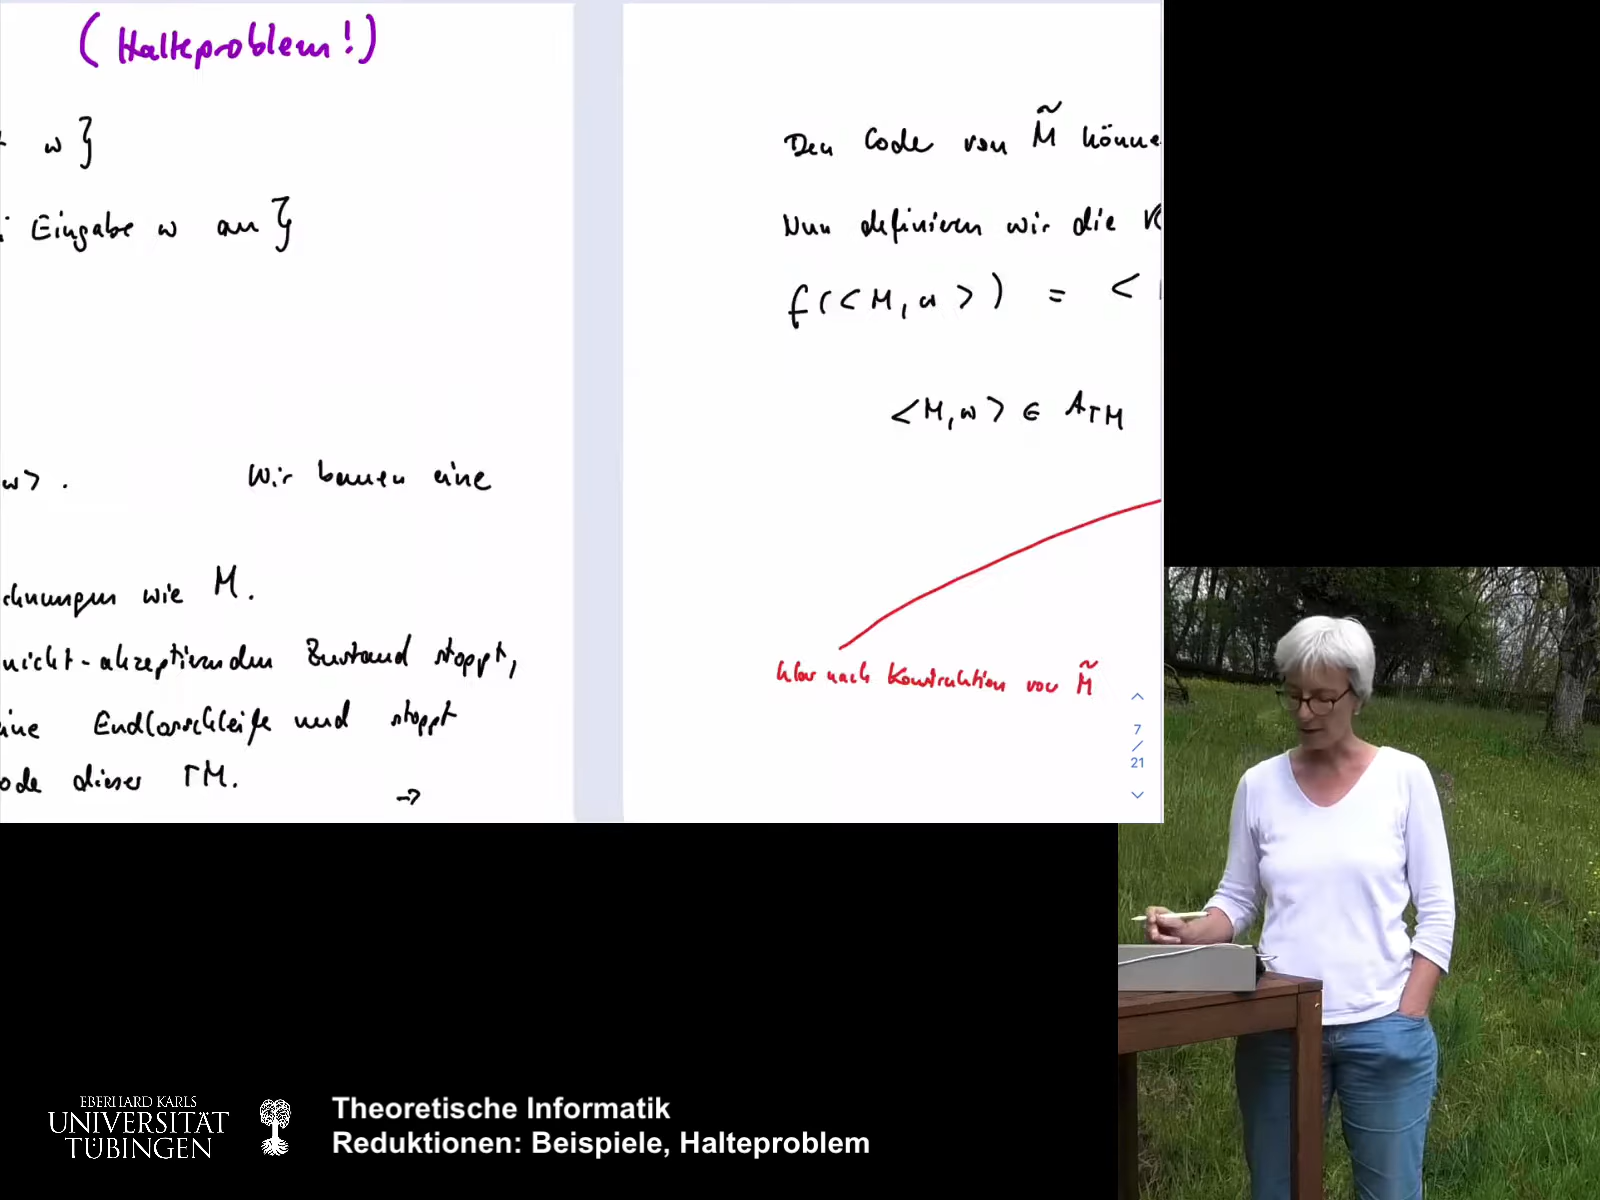 (Halteproblem!)
w }
Eingabe w an }
w> . Wir bauen eine
chnungen wie M.
nicht-akzeptierenden Zustand stoppt,
ine Endlosschleife und stoppt
ode dieser TM.
→
Den Code von M̃ könne
Nun definieren wir die
f(<M,w>) = <
<M,w> ∈ ATM
klar nach Konstruktion von M̃
7
/
21
EBERHARD KARLS
UNIVERSITÄT
TÜBINGEN
Theoretische Informatik
Reduktionen: Beispiele, Halteproblem